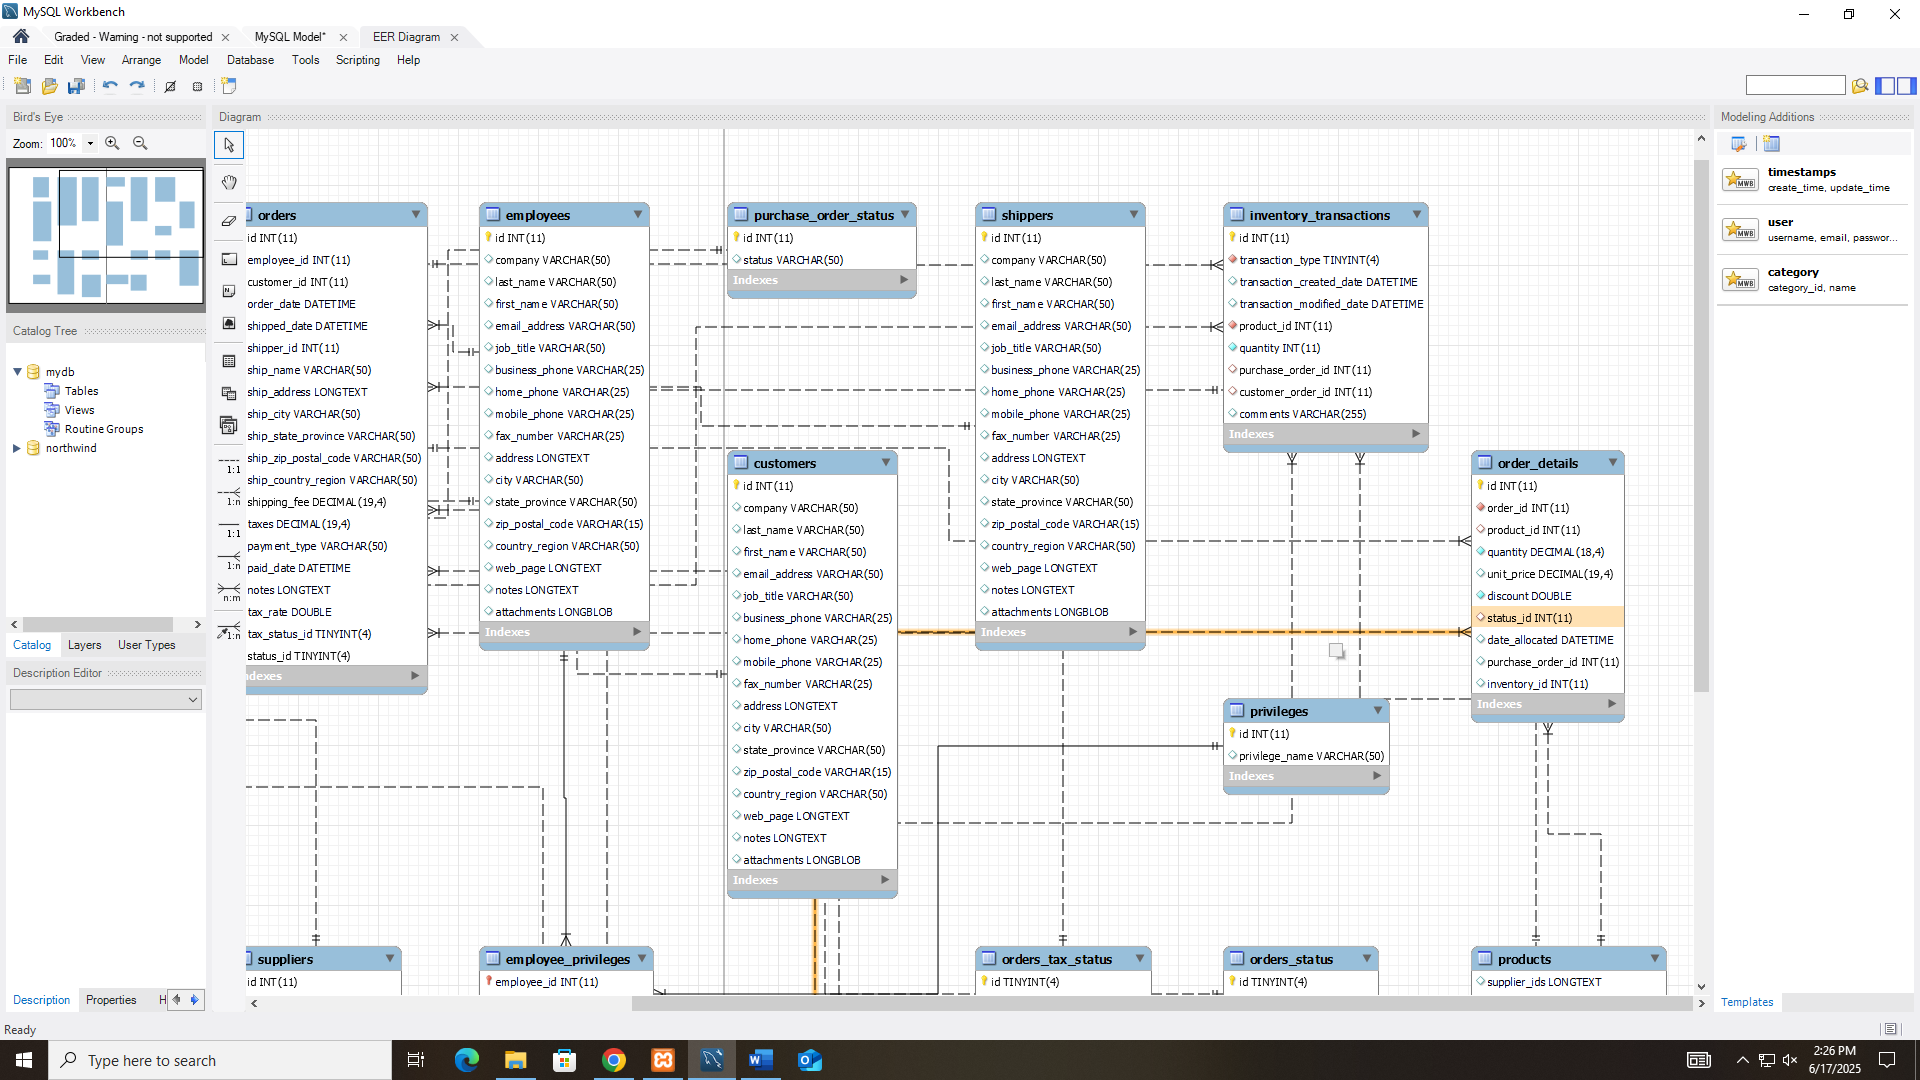 MySQL Workbench
Graded - Warning - not supported
MySQL Model*
EER Diagram
File Edit View Arrange Model Database Tools Scripting Help
Bird's Eye
Zoom: 100%
Catalog Tree
mydb
Tables
Views
Routine Groups
northwind
Catalog Layers User Types
Description Editor
Description Properties H
Diagram
1:1
1:n
1:1
1:n
n:m
1:n
orders
id INT(11)
employee_id INT(11)
customer_id INT(11)
order_date DATETIME
shipped_date DATETIME
shipper_id INT(11)
ship_name VARCHAR(50)
ship_address LONGTEXT
ship_city VARCHAR(50)
ship_state_province VARCHAR(50)
ship_zip_postal_code VARCHAR(50)
ship_country_region VARCHAR(50)
shipping_fee DECIMAL(19,4)
taxes DECIMAL(19,4)
payment_type VARCHAR(50)
paid_date DATETIME
notes LONGTEXT
tax_rate DOUBLE
tax_status_id TINYINT(4)
status_id TINYINT(4)
ndexes
employees
id INT(11)
company VARCHAR(50)
last_name VARCHAR(50)
first_name VARCHAR(50)
email_address VARCHAR(50)
job_title VARCHAR(50)
business_phone VARCHAR(25)
home_phone VARCHAR(25)
mobile_phone VARCHAR(25)
fax_number VARCHAR(25)
address LONGTEXT
city VARCHAR(50)
state_province VARCHAR(50)
zip_postal_code VARCHAR(15)
country_region VARCHAR(50)
web_page LONGTEXT
notes LONGTEXT
attachments LONGBLOB
Indexes
purchase_order_status
id INT(11)
status VARCHAR(50)
Indexes
customers
id INT(11)
company VARCHAR(50)
last_name VARCHAR(50)
first_name VARCHAR(50)
email_address VARCHAR(50)
job_title VARCHAR(50)
business_phone VARCHAR(25)
home_phone VARCHAR(25)
mobile_phone VARCHAR(25)
fax_number VARCHAR(25)
address LONGTEXT
city VARCHAR(50)
state_province VARCHAR(50)
zip_postal_code VARCHAR(15)
country_region VARCHAR(50)
web_page LONGTEXT
notes LONGTEXT
attachments LONGBLOB
Indexes
shippers
id INT(11)
company VARCHAR(50)
last_name VARCHAR(50)
first_name VARCHAR(50)
email_address VARCHAR(50)
job_title VARCHAR(50)
business_phone VARCHAR(25)
home_phone VARCHAR(25)
mobile_phone VARCHAR(25)
fax_number VARCHAR(25)
address LONGTEXT
city VARCHAR(50)
state_province VARCHAR(50)
zip_postal_code VARCHAR(15)
country_region VARCHAR(50)
web_page LONGTEXT
notes LONGTEXT
attachments LONGBLOB
Indexes
inventory_transactions
id INT(11)
transaction_type TINYINT(4)
transaction_created_date DATETIME
transaction_modified_date DATETIME
product_id INT(11)
quantity INT(11)
purchase_order_id INT(11)
customer_order_id INT(11)
comments VARCHAR(255)
Indexes
order_details
id INT(11)
order_id INT(11)
product_id INT(11)
quantity DECIMAL(18,4)
unit_price DECIMAL(19,4)
discount DOUBLE
status_id INT(11)
date_allocated DATETIME
purchase_order_id INT(11)
inventory_id INT(11)
Indexes
privileges
id INT(11)
privilege_name VARCHAR(50)
Indexes
suppliers
id INT(11)
employee_privileges
employee_id INT(11)
orders_tax_status
id TINYINT(4)
orders_status
id TINYINT(4)
products
supplier_ids LONGTEXT
Modeling Additions
MWB
timestamps
create_time, update_time
MWB
user
username, email, passwor...
MWB
category
category_id, name
Templates
Ready
Type here to search
2:26 PM
6/17/2025